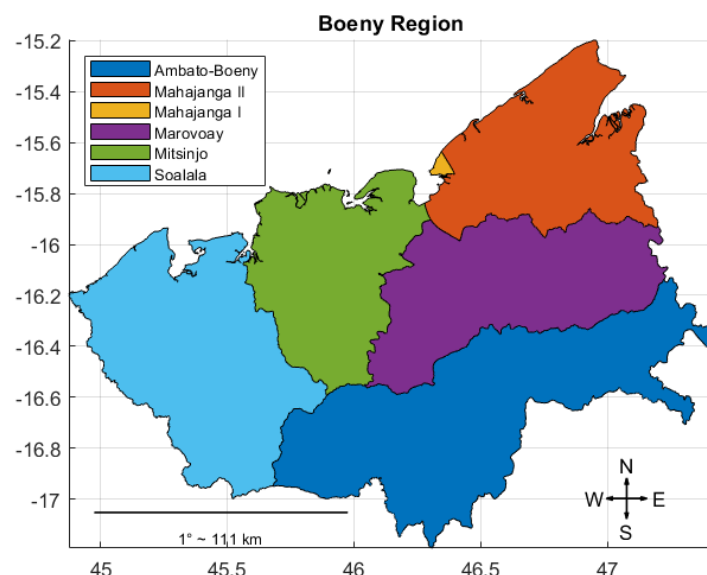 Boeny Region
-15.2
-15.4
-15.6
-15.8
-16
-16.2
-16.4
-16.6
-16.8
-17
Ambato-Boeny
Mahajanga II
Mahajanga I
Marovoay
Mitsinjo
Soalala
N
W E
S
1° ~ 111 km
45 45.5 46 46.5 47